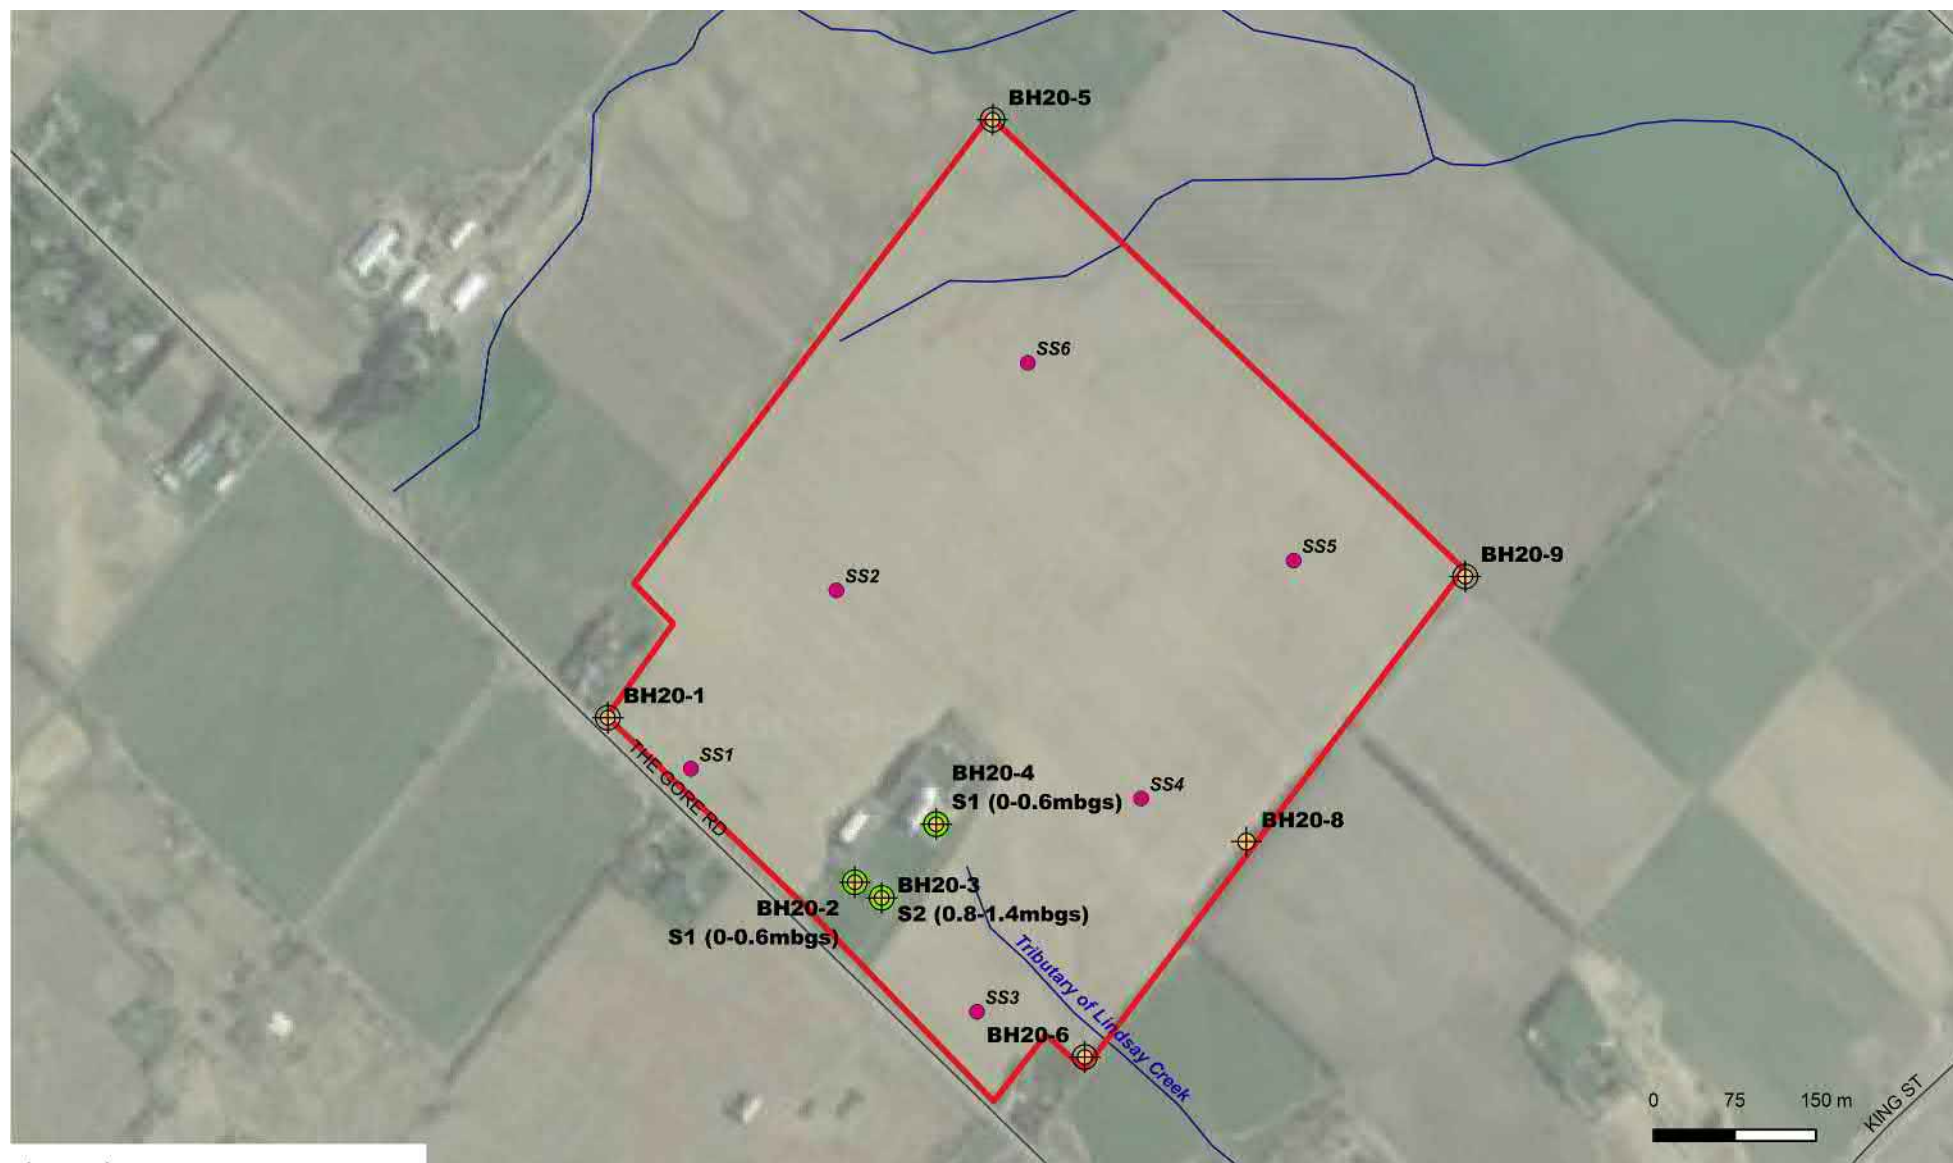 BH20-5
SS6
SS5
BH20-9
SS2
BH20-1
SS1
THE GORE RD
BH20-4
S1 (0-0.6mbgs)
SS4
BH20-8
BH20-3
S2 (0.8-1.4mbgs)
BH20-2
S1 (0-0.6mbgs)
Tributary of Lindsay Creek
SS3
BH20-6
0 75 150 m
KING ST